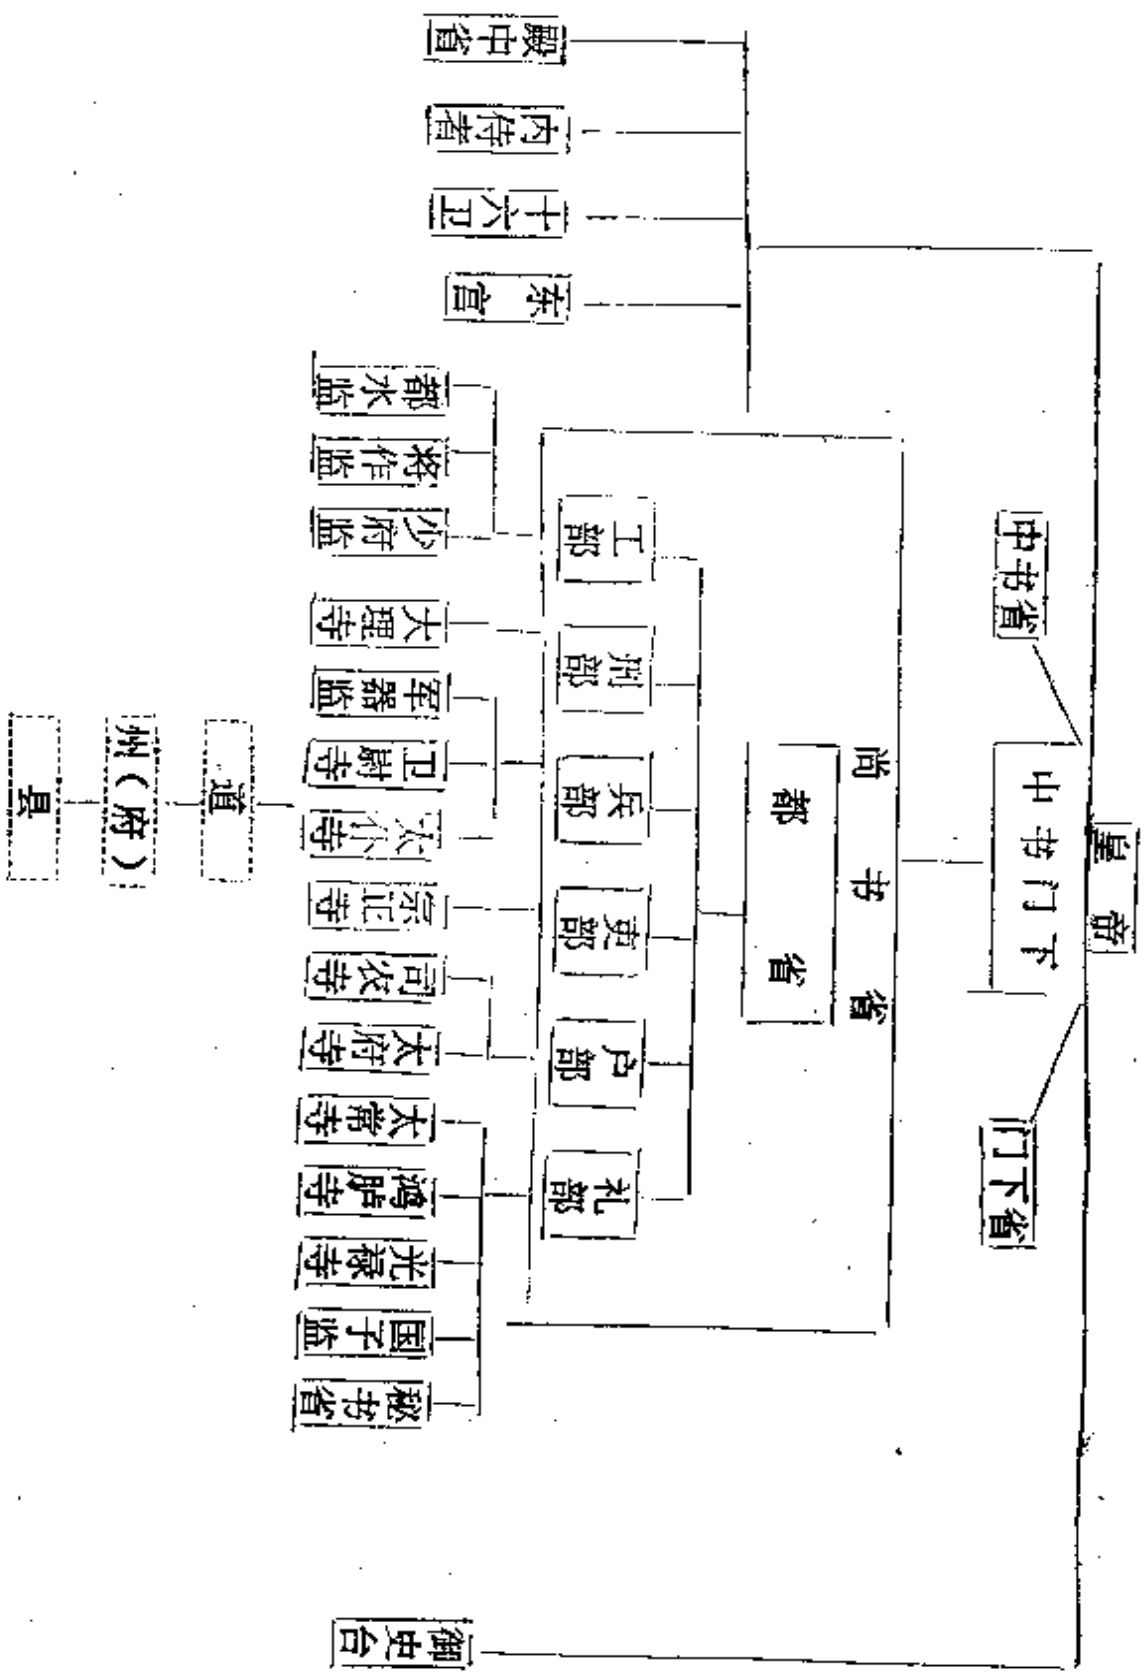 皇帝
中书省
中书门下
门下省
尚书省
都省
工部
刑部
兵部
吏部
户部
礼部
殿中省
内侍者
十六卫
东宫
都水监
将作监
少府监
大理寺
军器监
卫尉寺
太仆寺
宗正寺
司农寺
太府寺
太常寺
鸿胪寺
光禄寺
国子监
秘书省
御史台
道
州（府）
县